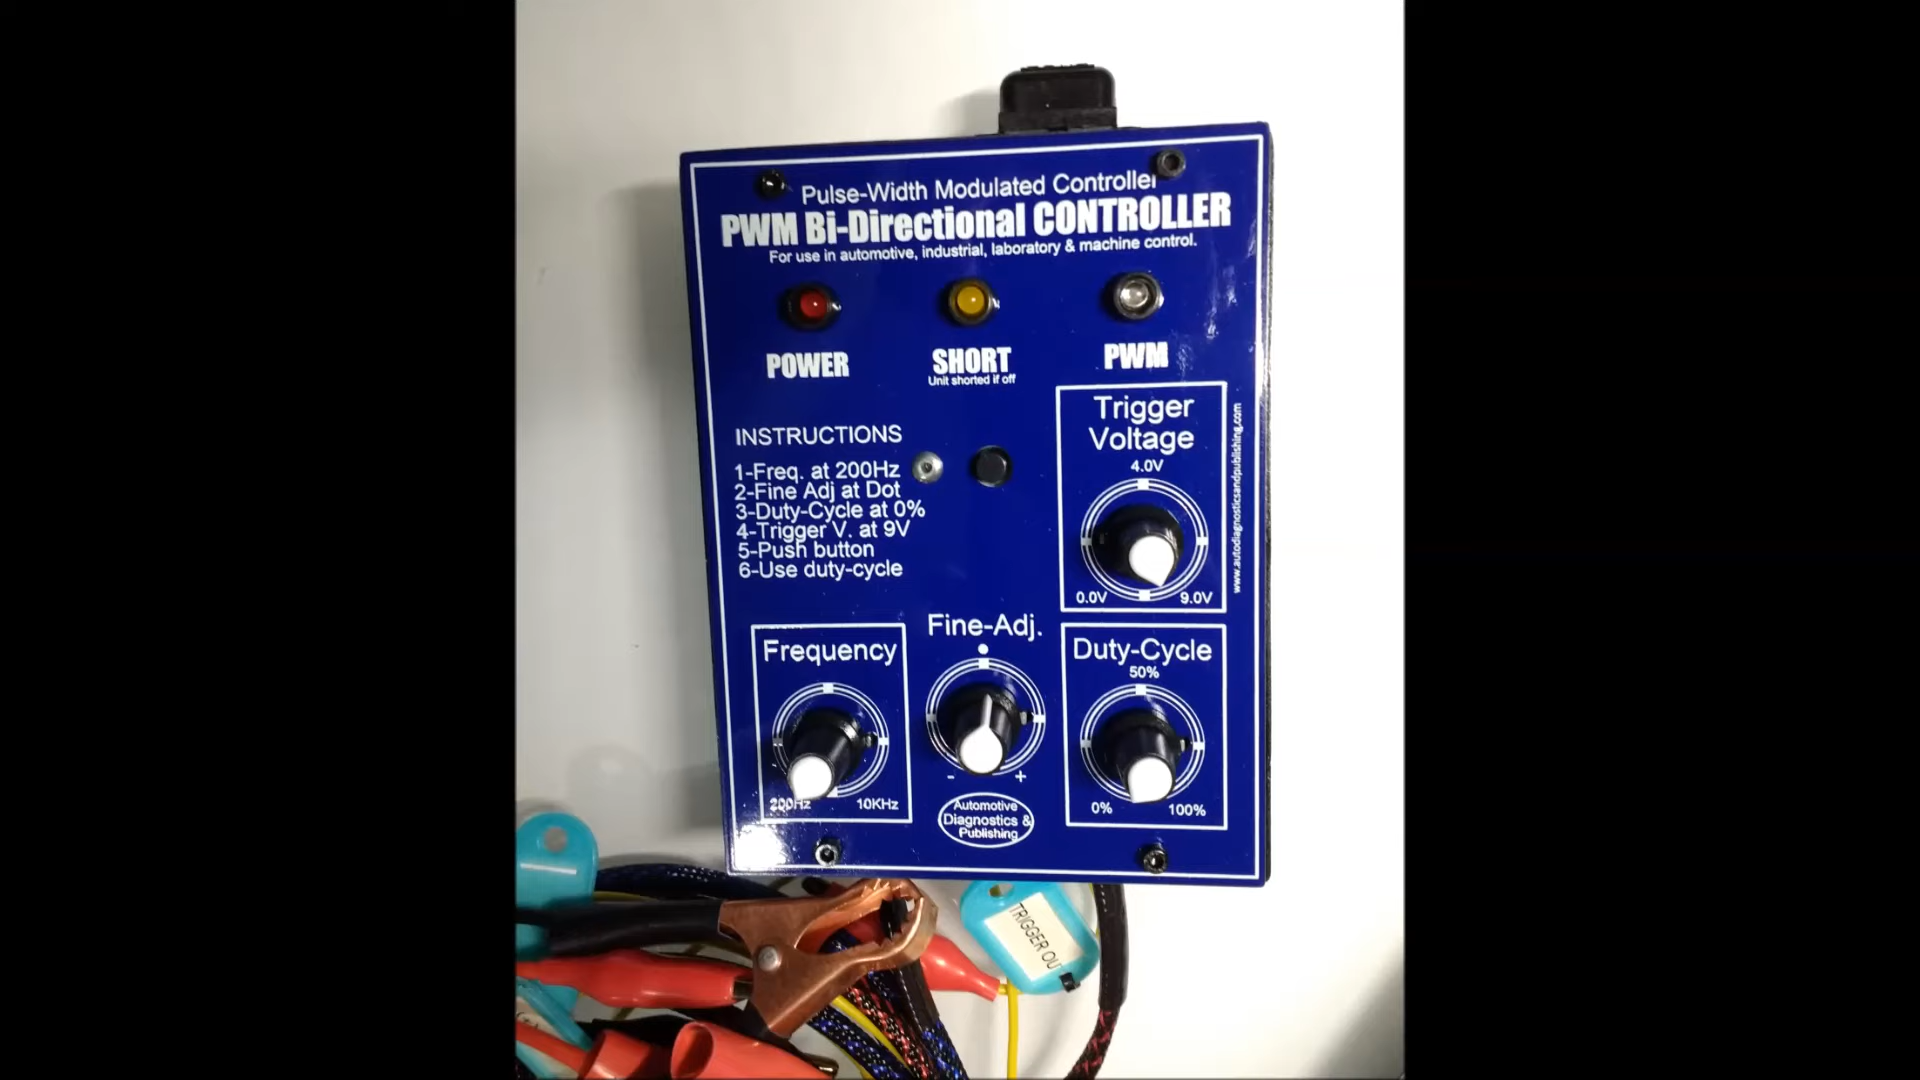 Pulse-Width Modulated Controller
PWM Bi-Directional CONTROLLER
For use in automotive, industrial, laboratory & machine control.
POWER
SHORT
Unit shorted if off
PWM
INSTRUCTIONS
1-Freq. at 200Hz
2-Fine Adj at Dot
3-Duty-Cycle at 0%
4-Trigger V. at 9V
5-Push button
6-Use duty-cycle
Trigger
Voltage
4.0V
0.0V 9.0V
www.autodiagnosticsandpublishing.com
Frequency
200Hz 10KHz
Fine-Adj.
- +
Duty-Cycle
50%
0% 100%
Automotive
Diagnostics &
Publishing
TRIGGER OU